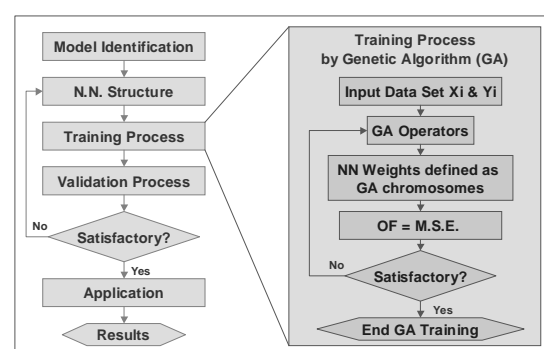 Model Identification
N.N. Structure
Training Process
Validation Process
No
Satisfactory?
Yes
Application
Results
Training Process
by Genetic Algorithm (GA)
Input Data Set Xi & Yi
GA Operators
NN Weights defined as
GA chromosomes
OF = M.S.E.
No
Satisfactory?
Yes
End GA Training